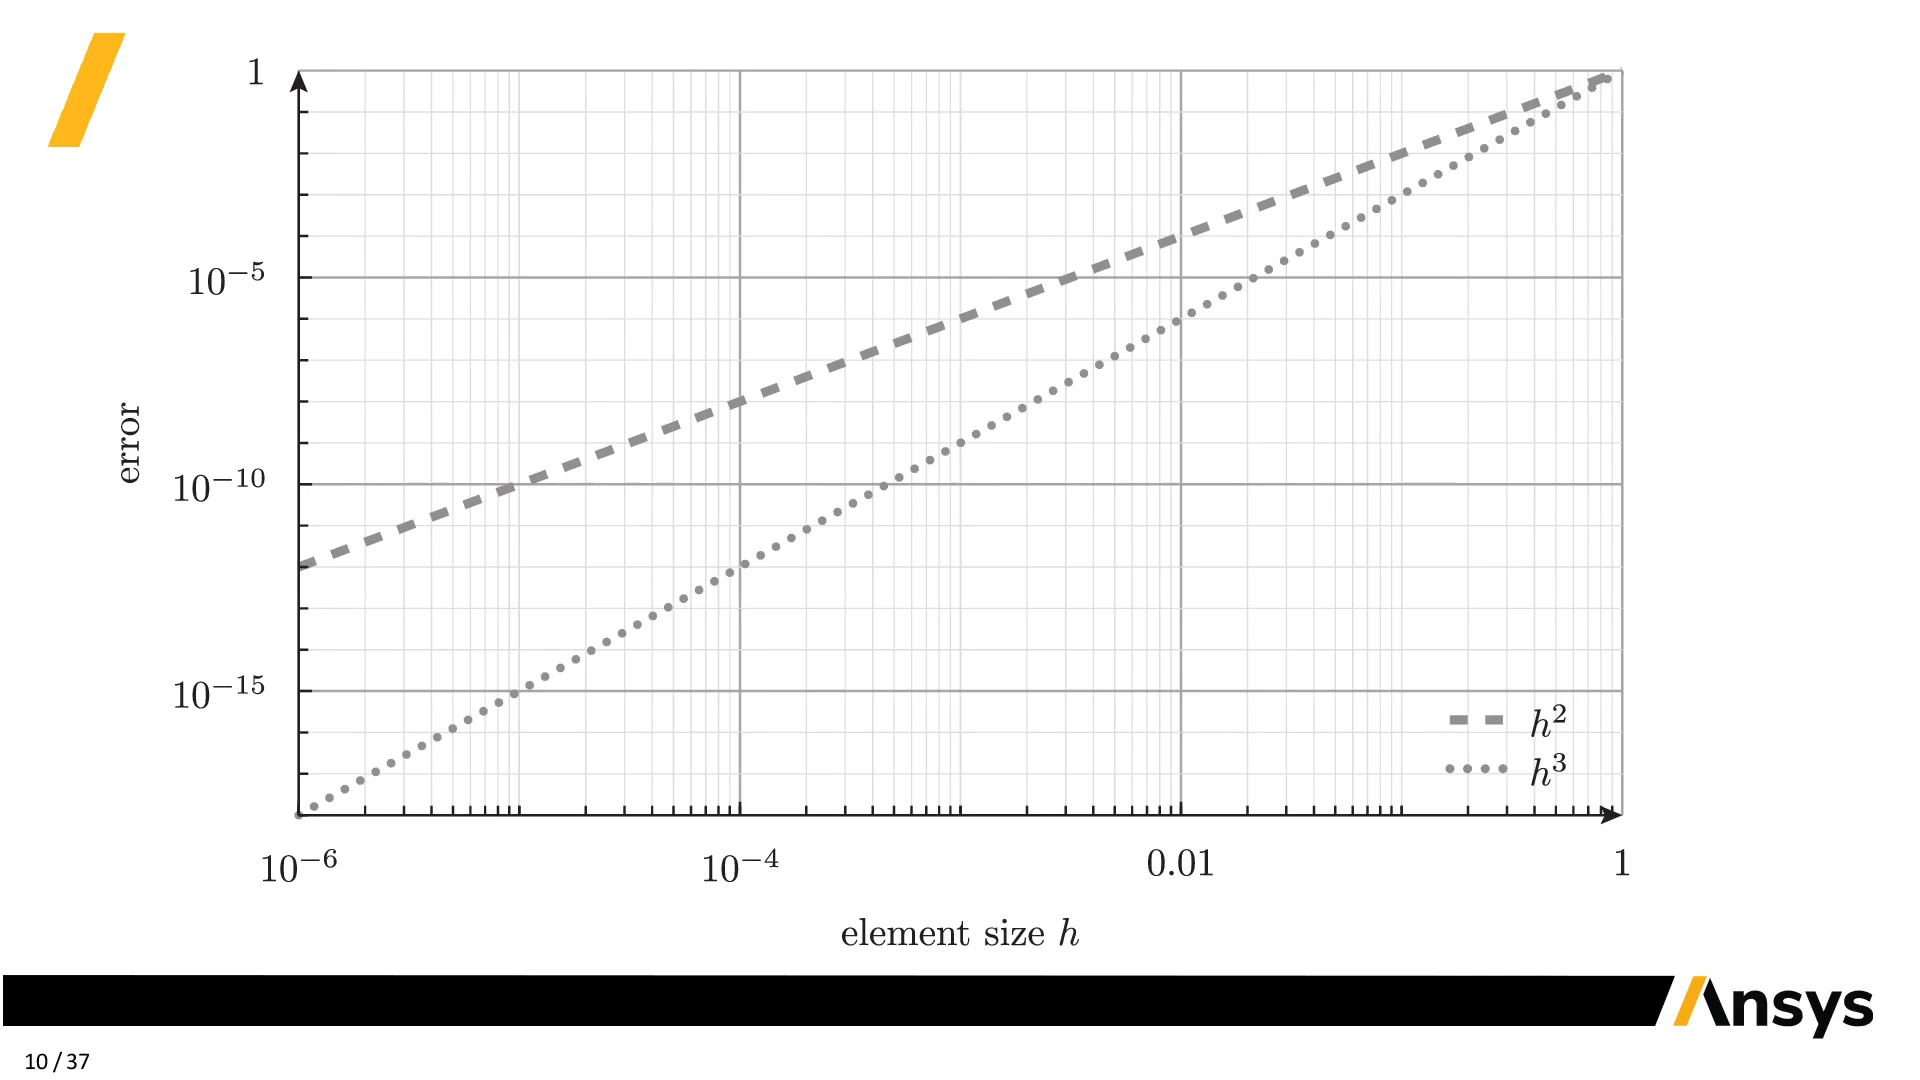 1
10⁻⁵
10⁻¹⁰
10⁻¹⁵
error
h²
h³
10⁻⁶ 10⁻⁴ 0.01 1
element size h
Ansys
10 / 37